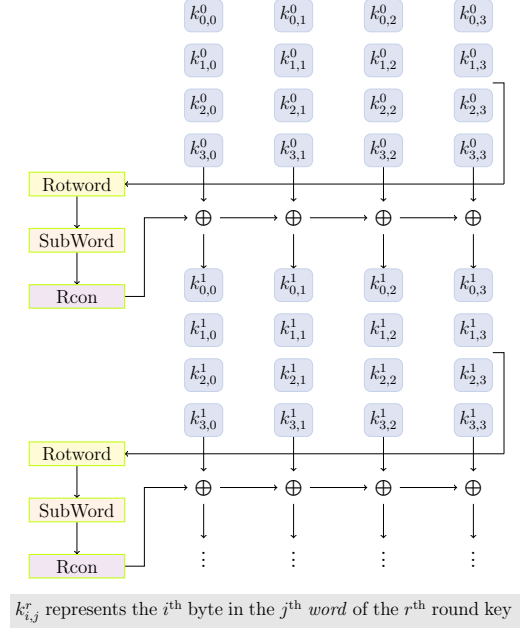 k^0_{0,0} k^0_{0,1} k^0_{0,2} k^0_{0,3}
k^0_{1,0} k^0_{1,1} k^0_{1,2} k^0_{1,3}
k^0_{2,0} k^0_{2,1} k^0_{2,2} k^0_{2,3}
k^0_{3,0} k^0_{3,1} k^0_{3,2} k^0_{3,3}
Rotword
⊕ ⊕ ⊕ ⊕
SubWord
Rcon
k^1_{0,0} k^1_{0,1} k^1_{0,2} k^1_{0,3}
k^1_{1,0} k^1_{1,1} k^1_{1,2} k^1_{1,3}
k^1_{2,0} k^1_{2,1} k^1_{2,2} k^1_{2,3}
k^1_{3,0} k^1_{3,1} k^1_{3,2} k^1_{3,3}
Rotword
⊕ ⊕ ⊕ ⊕
SubWord
Rcon
⋮ ⋮ ⋮ ⋮
k^r_{i,j} represents the i^th byte in the j^th word of the r^th round key